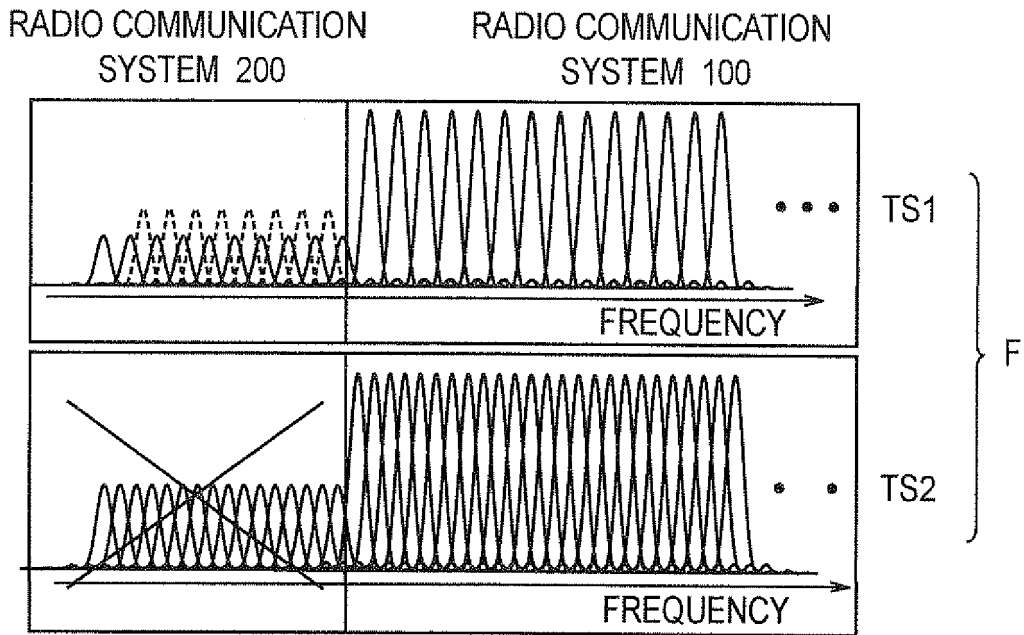 RADIO COMMUNICATION
SYSTEM 200
RADIO COMMUNICATION
SYSTEM 100
TS1
FREQUENCY
F
TS2
FREQUENCY